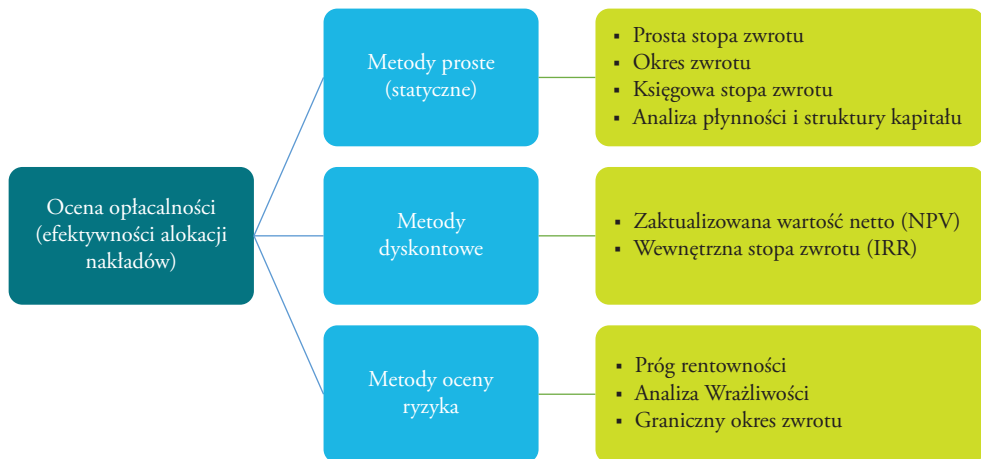 Ocena opłacalności
(efektywności alokacji
nakładów)
Metody proste
(statyczne)
▪ Prosta stopa zwrotu
▪ Okres zwrotu
▪ Księgowa stopa zwrotu
▪ Analiza płynności i struktury kapitału
Metody
dyskontowe
▪ Zaktualizowana wartość netto (NPV)
▪ Wewnętrzna stopa zwrotu (IRR)
Metody oceny
ryzyka
▪ Próg rentowności
▪ Analiza Wrażliwości
▪ Graniczny okres zwrotu